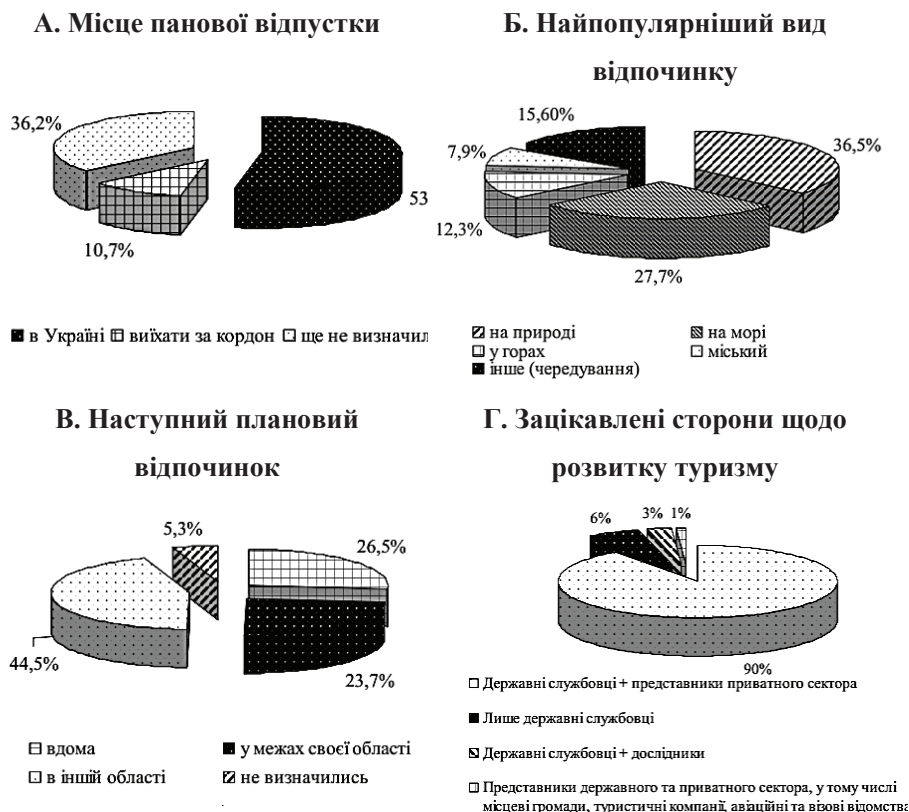 А. Місце панової відпустки
36,2%
53
10,7%
в Україні виїхати за кордон ще не визначил
Б. Найпопулярніший вид
відпочинку
15,60%
36,5%
7,9%
12,3%
27,7%
на природі на морі
у горах міський
інше (чередування)
В. Наступний плановий
відпочинок
5,3%
26,5%
44,5%
23,7%
вдома у межах своєї області
в іншій області не визначились
Г. Зацікавлені сторони щодо
розвитку туризму
6% 3% 1%
90%
Державні службовці + представники приватного сектора
Лише державні службовці
Державні службовці + дослідники
Представники державного та приватного сектора, у тому числі
місцеві громади, туристичні компанії, авіаційні та візові відомства